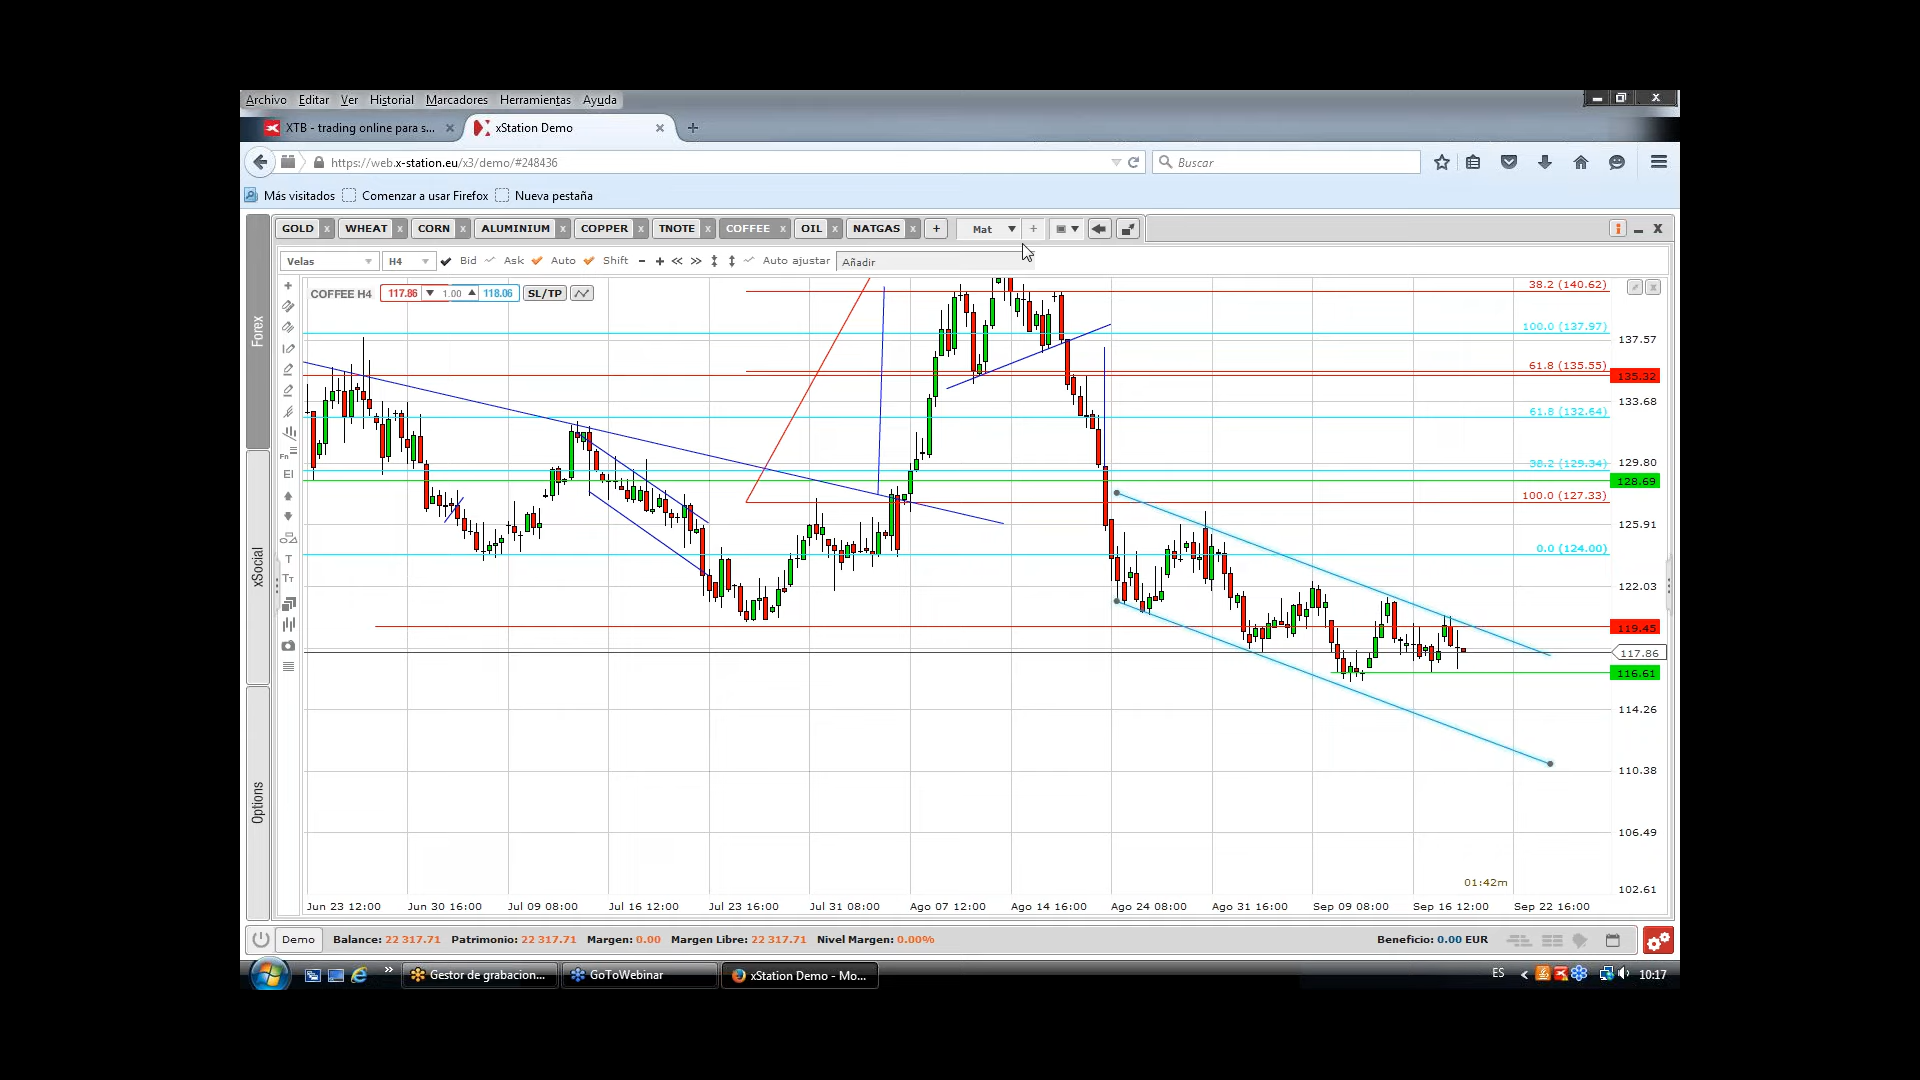 Archivo Editar Ver Historial Marcadores Herramientas Ayuda
XTB - trading online para s... xStation Demo
https://web.x-station.eu/x3/demo/#248436 Buscar
Más visitados Comenzar a usar Firefox Nueva pestaña
GOLD x WHEAT x CORN x ALUMINIUM x COPPER x TNOTE x COFFEE x OIL x NATGAS x + Mat +
Velas H4 Bid Ask Auto Shift Auto ajustar Añadir
COFFEE H4 117.86 1.00 118.06 SL/TP
38.2 (140.62)
100.0 (137.97)
137.57
61.8 (135.55)
135.32
133.68
61.8 (132.64)
129.80
38.2 (129.34)
128.69
100.0 (127.33)
125.91
0.0 (124.00)
122.03
119.45
117.86
116.61
114.26
110.38
106.49
01:42m
102.61
Forex
xSocial
Options
Fn
EI
T
TT
Jun 23 12:00 Jun 30 16:00 Jul 09 08:00 Jul 16 12:00 Jul 23 16:00 Jul 31 08:00 Ago 07 12:00 Ago 14 16:00 Ago 24 08:00 Ago 31 16:00 Sep 09 08:00 Sep 16 12:00 Sep 22 16:00
Demo Balance: 22 317.71 Patrimonio: 22 317.71 Margen: 0.00 Margen Libre: 22 317.71 Nivel Margen: 0.00% Beneficio: 0.00 EUR
Gestor de grabacion... GoToWebinar xStation Demo - Mo... ES 10:17